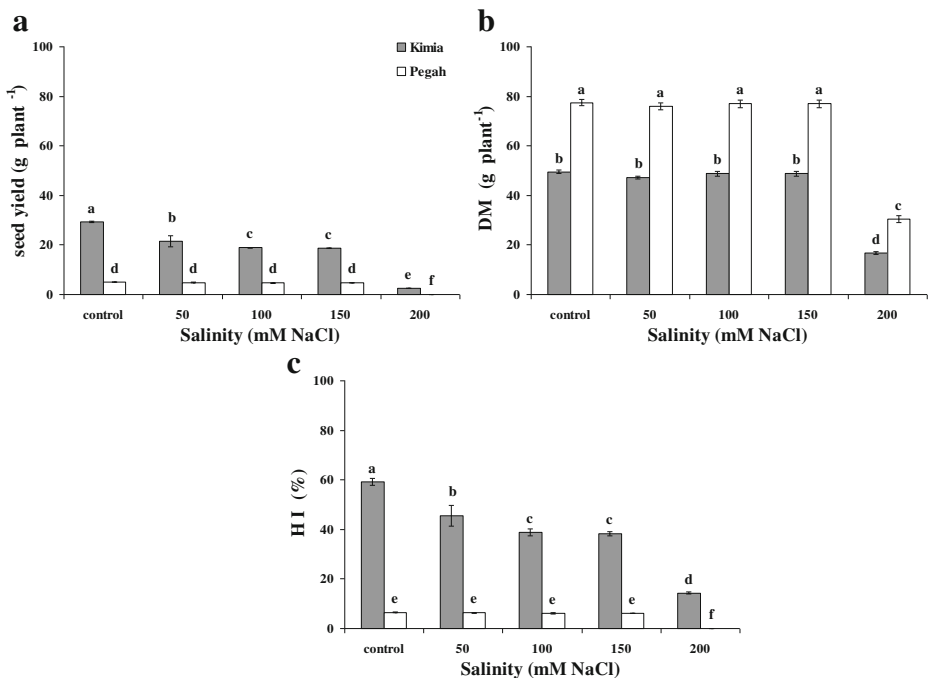 a
100
80
60
40
20
0
seed yield (g plant -1)
Kimia
Pegah
a
d
b
d
c
d
c
d
e
f
control 50 100 150 200
Salinity (mM NaCl)
b
100
80
60
40
20
0
DM (g plant-1)
b
a
b
a
b
a
b
a
d
c
control 50 100 150 200
Salinity (mM NaCl)
c
100
80
60
40
20
0
H I (%)
a
e
b
e
c
e
c
e
d
f
control 50 100 150 200
Salinity (mM NaCl)